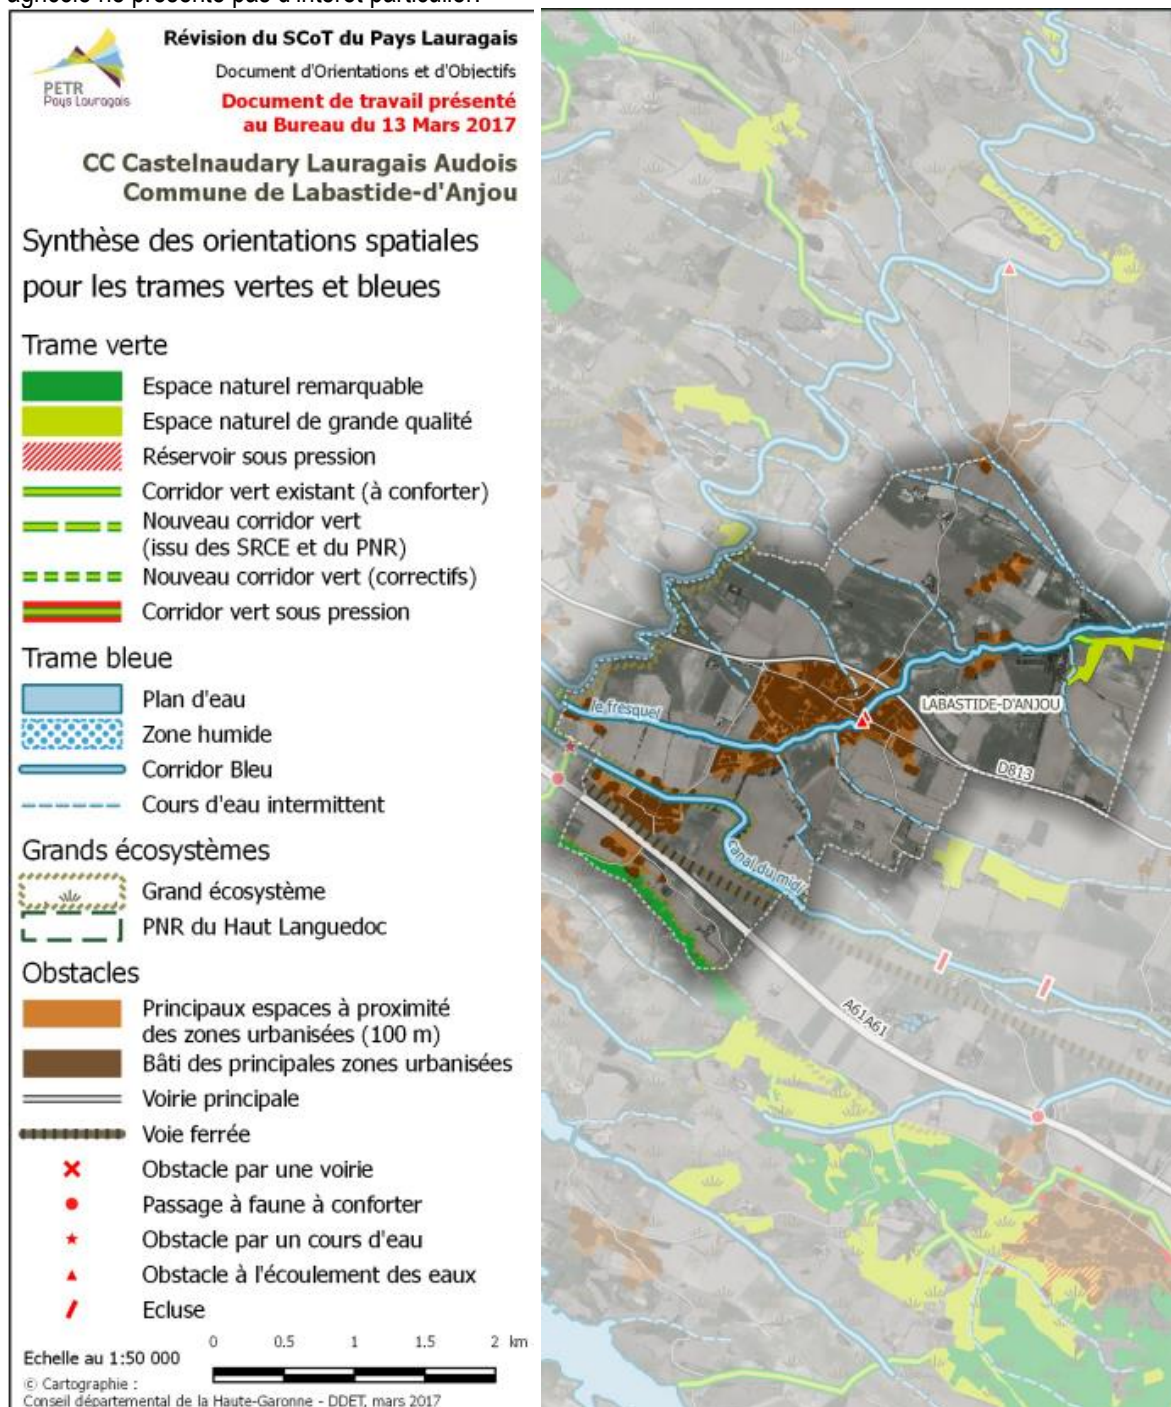 agricole ne présente pas d'intérêt particulier.
PETR
Pays Lauragais
Révision du SCoT du Pays Lauragais
Document d'Orientations et d'Objectifs
Document de travail présenté
au Bureau du 13 Mars 2017
CC Castelnaudary Lauragais Audois
Commune de Labastide-d'Anjou
Synthèse des orientations spatiales
pour les trames vertes et bleues
Trame verte
Espace naturel remarquable
Espace naturel de grande qualité
Réservoir sous pression
Corridor vert existant (à conforter)
Nouveau corridor vert
(issu des SRCE et du PNR)
Nouveau corridor vert (correctifs)
Corridor vert sous pression
Trame bleue
Plan d'eau
Zone humide
Corridor Bleu
Cours d'eau intermittent
Grands écosystèmes
Grand écosystème
PNR du Haut Languedoc
Obstacles
Principaux espaces à proximité
des zones urbanisées (100 m)
Bâti des principales zones urbanisées
Voirie principale
Voie ferrée
Obstacle par une voirie
Passage à faune à conforter
Obstacle par un cours d'eau
Obstacle à l'écoulement des eaux
Ecluse
0 0.5 1 1.5 2 km
Echelle au 1:50 000
© Cartographie :
Conseil départemental de la Haute-Garonne - DDET, mars 2017
le fresquel
LABASTIDE-D'ANJOU
D813
Canal du midi
A61A61